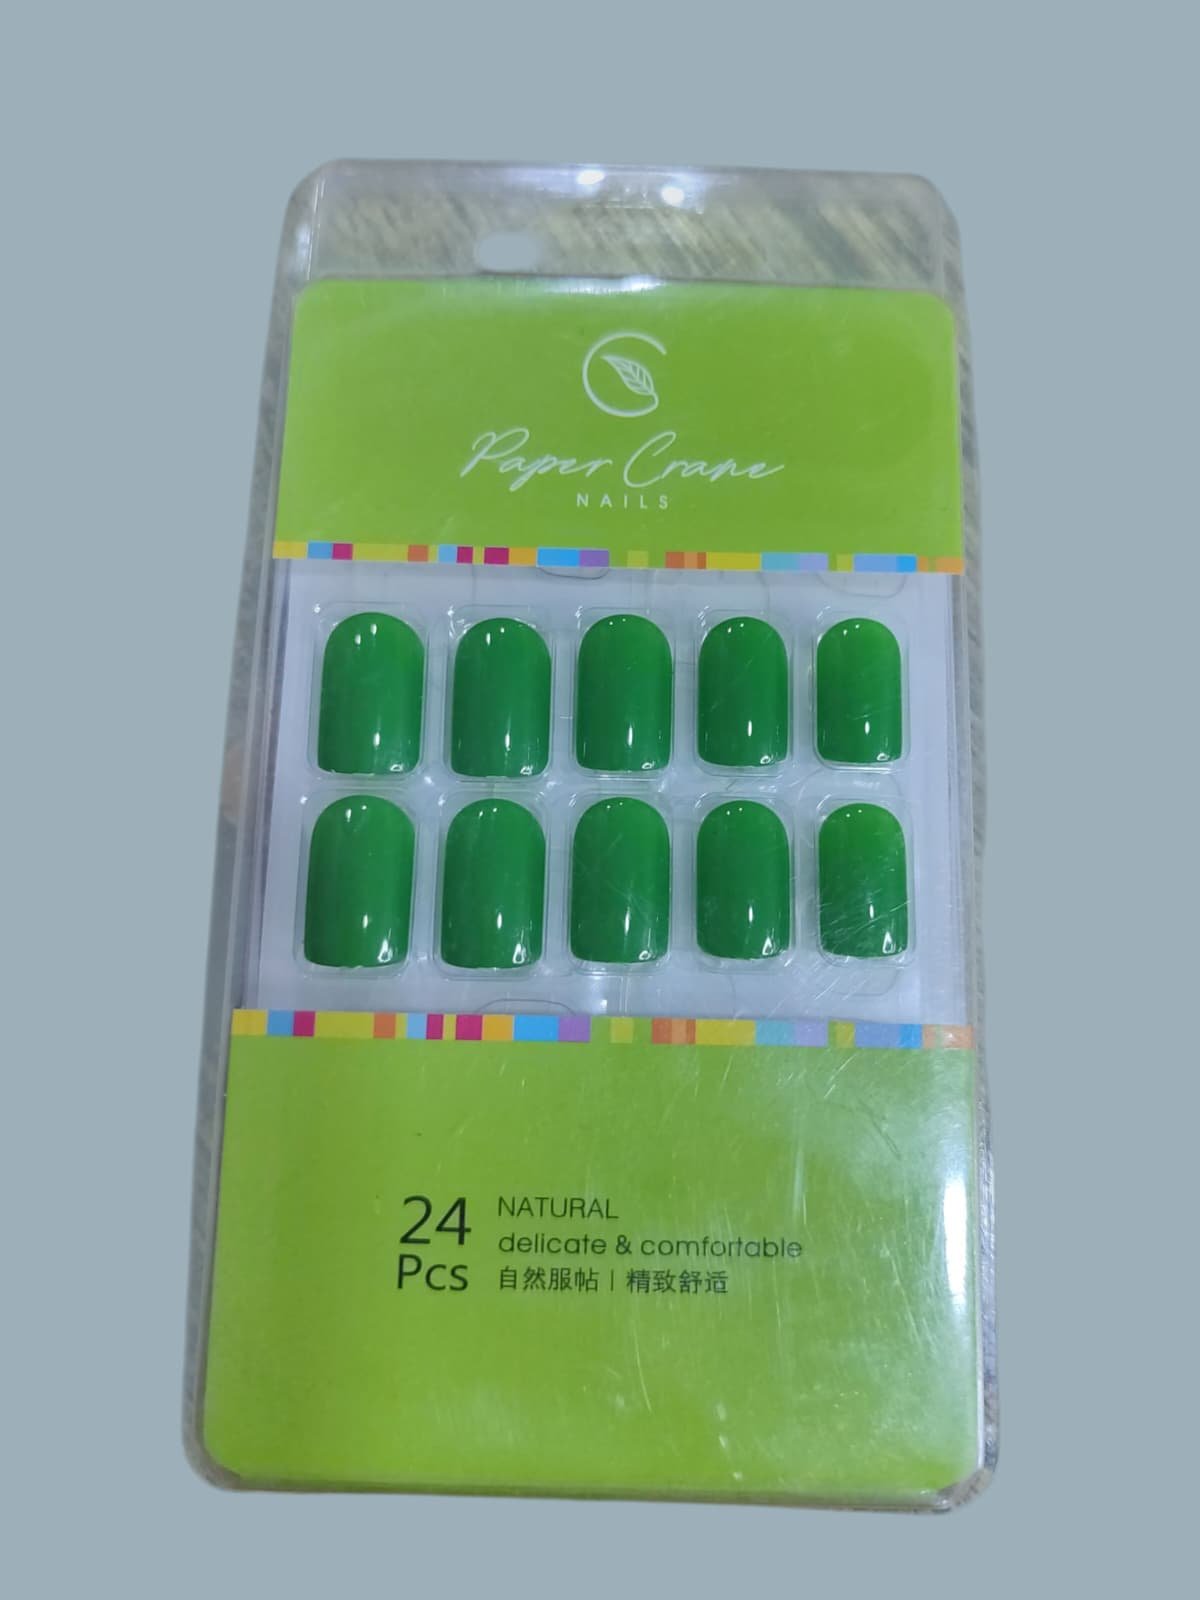 Paper Crane
NAILS
24
Pcs
NATURAL
delicate & comfortable
自然服帖 | 精致舒适